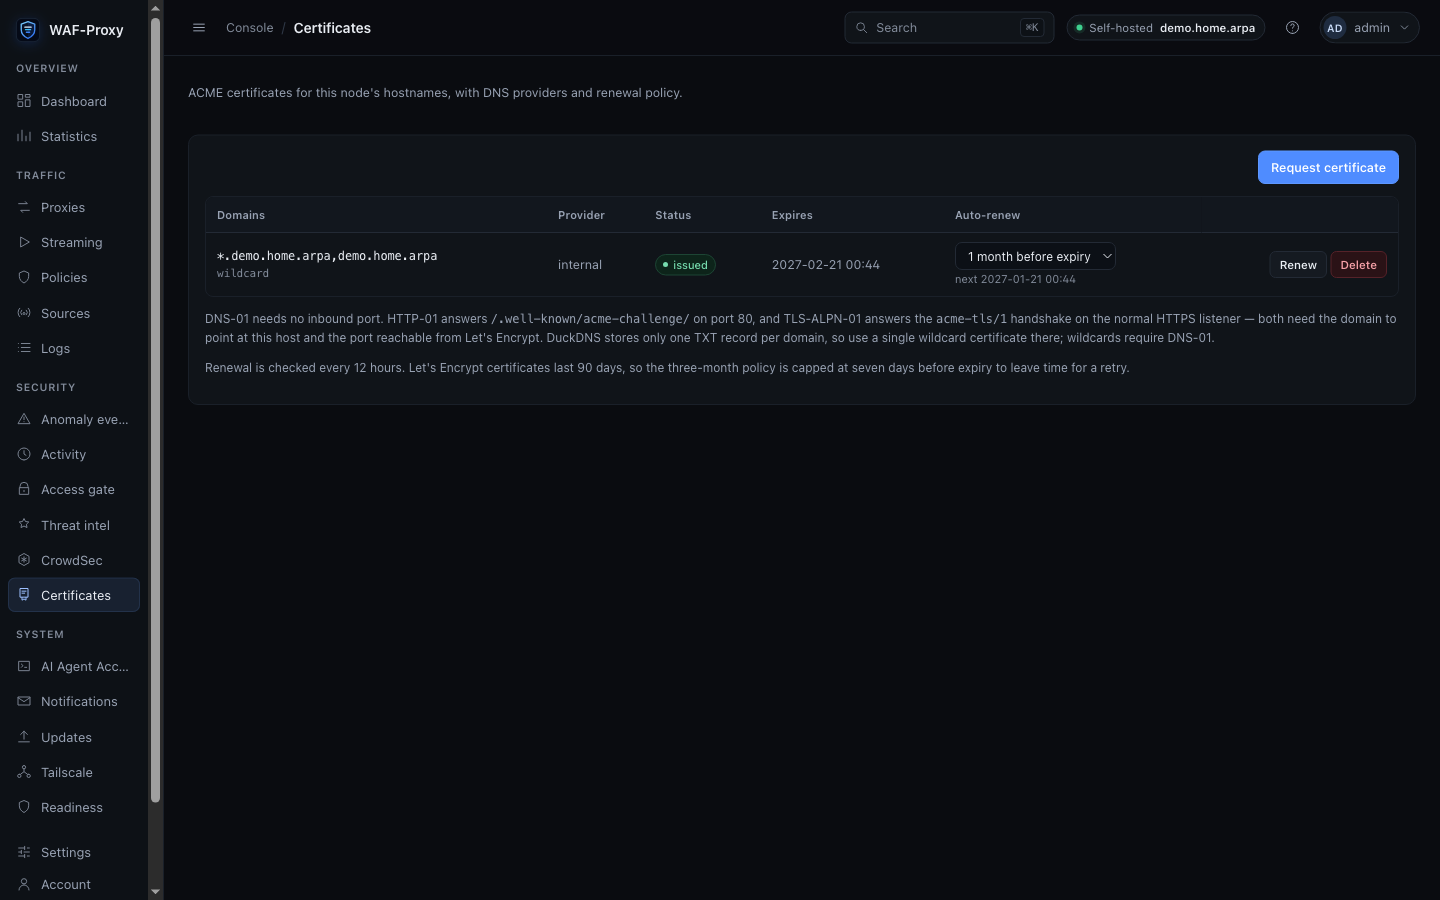 WAF-Proxy
OVERVIEW
Dashboard
Statistics
TRAFFIC
Proxies
Streaming
Policies
Sources
Logs
SECURITY
Anomaly eve...
Activity
Access gate
Threat intel
CrowdSec
Certificates
SYSTEM
AI Agent Acc...
Notifications
Updates
Tailscale
Readiness
Settings
Account
Console / Certificates
Search ⌘K
Self-hosted demo.home.arpa
AD admin
ACME certificates for this node's hostnames, with DNS providers and renewal policy.
Request certificate
Domains Provider Status Expires Auto-renew
*.demo.home.arpa,demo.home.arpa
wildcard
internal
issued
2027-02-21 00:44
1 month before expiry
next 2027-01-21 00:44
Renew Delete
DNS-01 needs no inbound port. HTTP-01 answers /.well-known/acme-challenge/ on port 80, and TLS-ALPN-01 answers the acme-tls/1 handshake on the normal HTTPS listener — both need the domain to
point at this host and the port reachable from Let's Encrypt. DuckDNS stores only one TXT record per domain, so use a single wildcard certificate there; wildcards require DNS-01.
Renewal is checked every 12 hours. Let's Encrypt certificates last 90 days, so the three-month policy is capped at seven days before expiry to leave time for a retry.